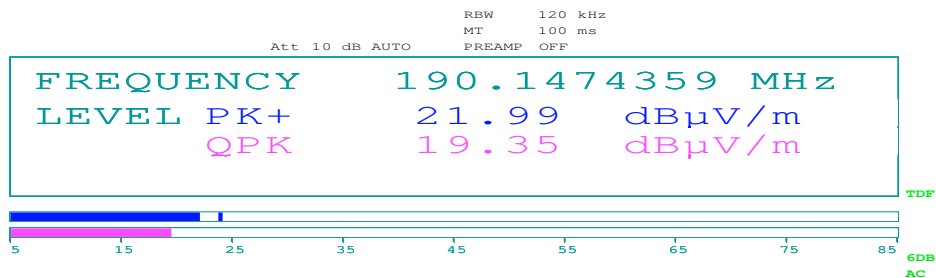 RBW 120 kHz
MT 100 ms
Att 10 dB AUTO PREAMP OFF
FREQUENCY 190.1474359 MHz
LEVEL PK+ 21.99 dBµV/m
QPK 19.35 dBµV/m
TDF
5 15 25 35 45 55 65 75 85
6DB
AC